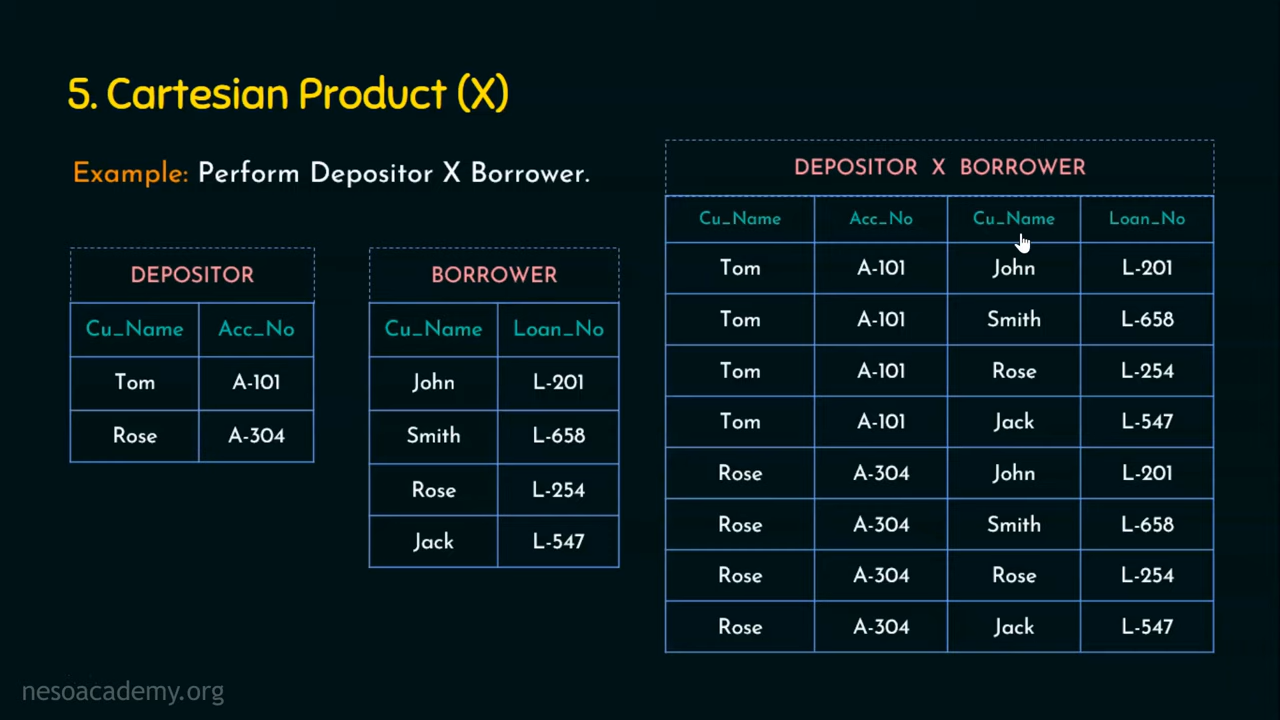 5. Cartesian Product (X)
Example: Perform Depositor X Borrower.
DEPOSITOR
Cu_Name Acc_No
Tom A-101
Rose A-304
BORROWER
Cu_Name Loan_No
John L-201
Smith L-658
Rose L-254
Jack L-547
DEPOSITOR X BORROWER
Cu_Name Acc_No Cu_Name Loan_No
Tom A-101 John L-201
Tom A-101 Smith L-658
Tom A-101 Rose L-254
Tom A-101 Jack L-547
Rose A-304 John L-201
Rose A-304 Smith L-658
Rose A-304 Rose L-254
Rose A-304 Jack L-547
nesoacademy.org